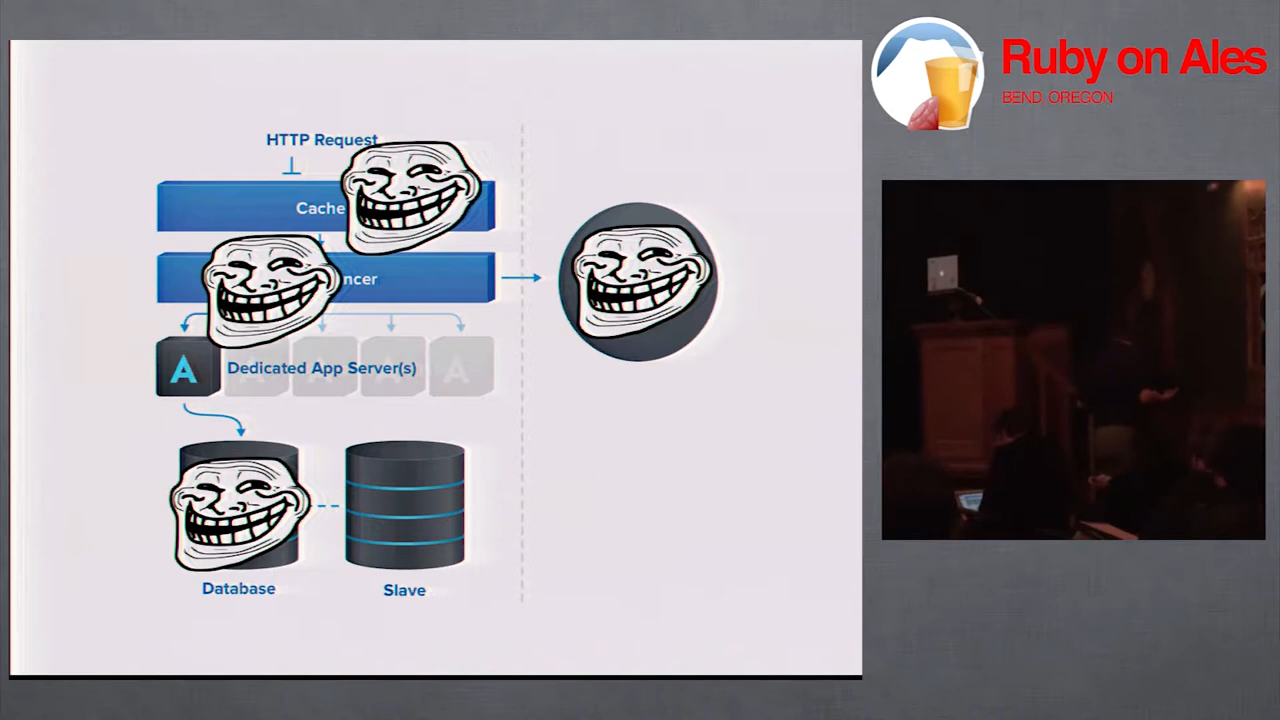 HTTP Request
Cache
ncer
A
Dedicated App Server(s)
A
A
A
A
Database
Slave
Ruby on Ales
BEND OREGON